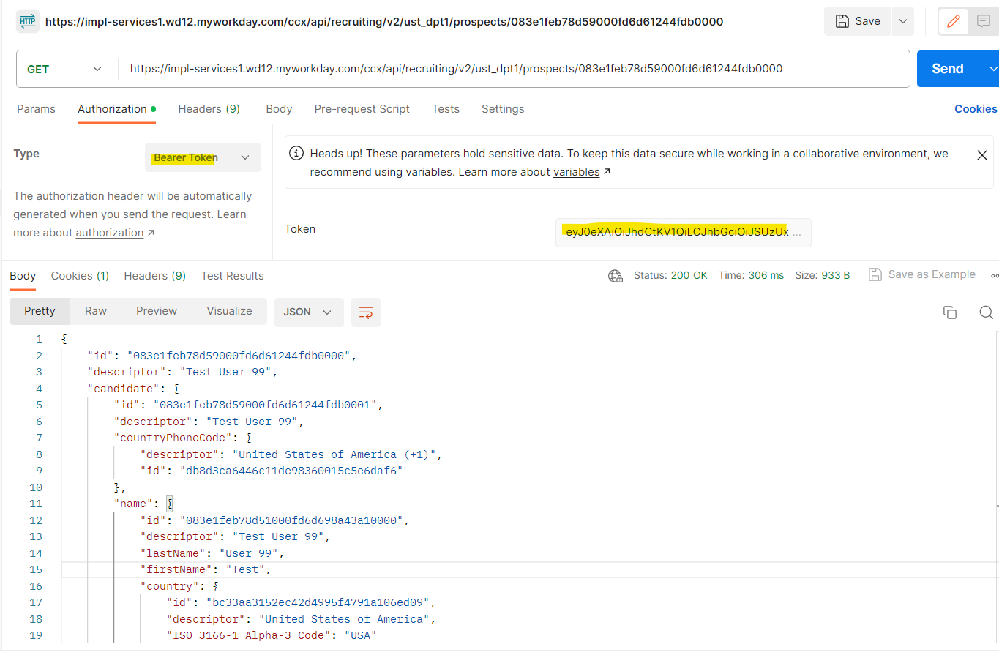 HTTP https://impl-services1.wd12.myworkday.com/ccx/api/recruiting/v2/ust_dpt1/prospects/083e1feb78d59000fd6d61244fdb0000 Save
GET https://impl-services1.wd12.myworkday.com/ccx/api/recruiting/v2/ust_dpt1/prospects/083e1feb78d59000fd6d61244fdb0000 Send
Params Authorization Headers (9) Body Pre-request Script Tests Settings Cookies
Type Bearer Token
The authorization header will be automatically
generated when you send the request. Learn
more about authorization ↗
Heads up! These parameters hold sensitive data. To keep this data secure while working in a collaborative environment, we
recommend using variables. Learn more about variables ↗
Token eyJ0eXAiOiJhdCtKV1QiLCJhbGciOiJSUzUxI...
Body Cookies (1) Headers (9) Test Results Status: 200 OK Time: 306 ms Size: 933 B Save as Example
Pretty Raw Preview Visualize JSON
1 {
2 "id": "083e1feb78d59000fd6d61244fdb0000",
3 "descriptor": "Test User 99",
4 "candidate": {
5 "id": "083e1feb78d59000fd6d61244fdb0001",
6 "descriptor": "Test User 99",
7 "countryPhoneCode": {
8 "descriptor": "United States of America (+1)",
9 "id": "db8d3ca6446c11de98360015c5e6daf6"
10 },
11 "name": {
12 "id": "083e1feb78d51000fd6d698a43a10000",
13 "descriptor": "Test User 99",
14 "lastName": "User 99",
15 "firstName": "Test",
16 "country": {
17 "id": "bc33aa3152ec42d4995f4791a106ed09",
18 "descriptor": "United States of America",
19 "ISO_3166-1_Alpha-3_Code": "USA"